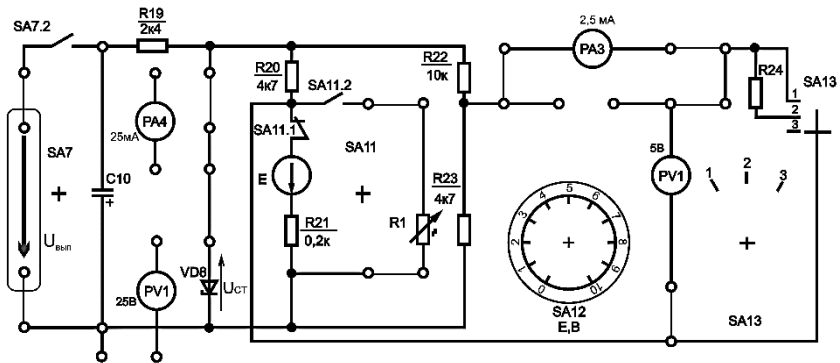 SA7.2
R19
2к4
2,5 мА
PA3
R20
4к7
R22
10к
R24
SA13
1
2
3
SA11.2
SA11.1
PA4
25мА
SA7
SA11
5В
PV1
1 2 3
C10
+
E
R23
4к7
R21
0,2к
R1
Uвып
PV1
25В
VD8
Uст
0 1 2 3 4 5 6 7 8 9 10
SA12
E,В
SA13